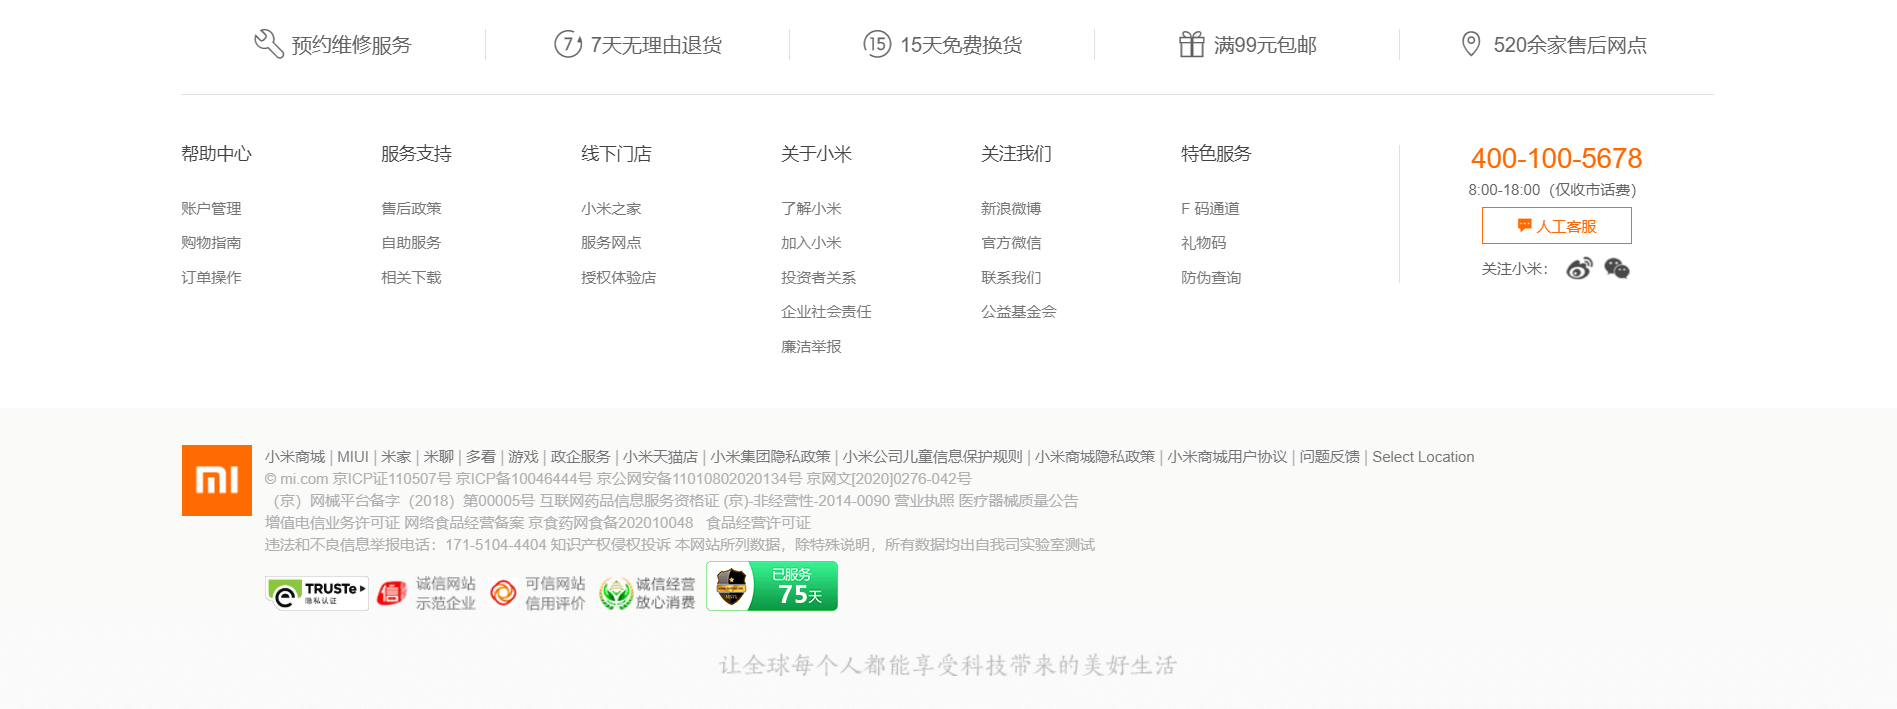 预约维修服务
7天无理由退货
15天免费换货
满99元包邮
520余家售后网点
帮助中心
账户管理
购物指南
订单操作
服务支持
售后政策
自助服务
相关下载
线下门店
小米之家
服务网点
授权体验店
关于小米
了解小米
加入小米
投资者关系
企业社会责任
廉洁举报
关注我们
新浪微博
官方微信
联系我们
公益基金会
特色服务
F 码通道
礼物码
防伪查询
400-100-5678
8:00-18:00（仅收市话费）
人工客服
关注小米：
小米商城 | MIUI | 米家 | 米聊 | 多看 | 游戏 | 政企服务 | 小米天猫店 | 小米集团隐私政策 | 小米公司儿童信息保护规则 | 小米商城隐私政策 | 小米商城用户协议 | 问题反馈 | Select Location
© mi.com 京ICP证110507号 京ICP备10046444号 京公网安备11010802020134号 京网文[2020]0276-042号
（京）网械平台备字（2018）第00005号 互联网药品信息服务资格证 (京)-非经营性-2014-0090 营业执照 医疗器械质量公告
增值电信业务许可证 网络食品经营备案 京食药网食备202010048 食品经营许可证
违法和不良信息举报电话：171-5104-4404 知识产权侵权投诉 本网站所列数据，除特殊说明，所有数据均出自我司实验室测试
TRUSTe
隐私认证
信
诚信网站
示范企业
可信网站
信用评价
诚信经营
放心消费
已服务
75天
让全球每个人都能享受科技带来的美好生活